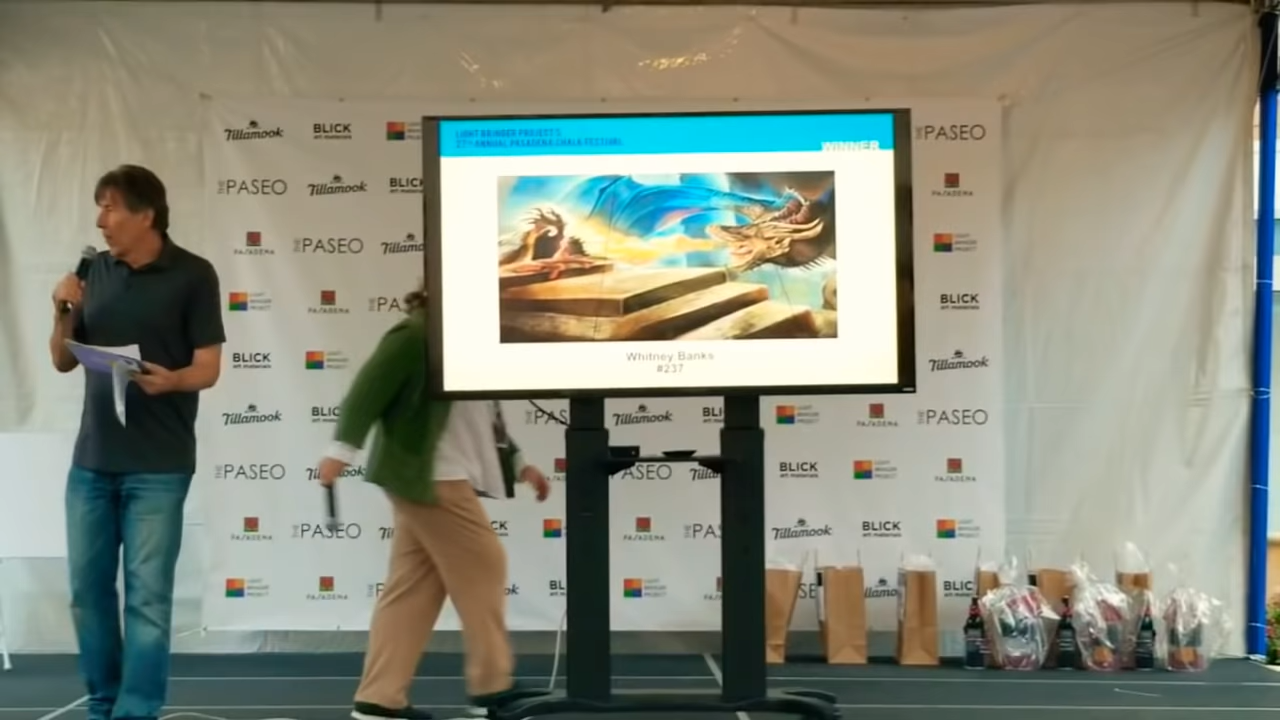 LIGHT BRINGER PROJECT'S
27TH ANNUAL PASADENA CHALK FESTIVAL
WINNER
Whitney Banks
#237
Tillamook
BLICK
art materials
LIGHT
BRINGER
PROJECT
THE PASEO
PASADENA